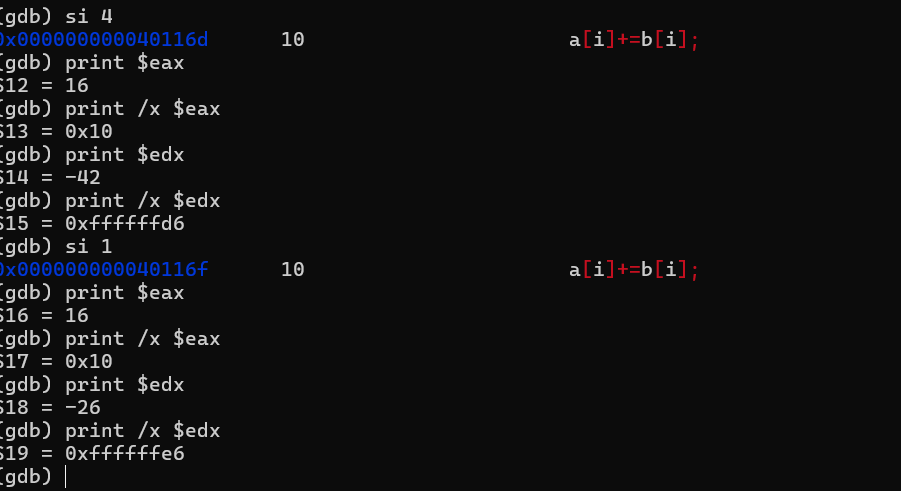 (gdb) si 4
0x000000000040116d	10	a[i]+=b[i];
(gdb) print $eax
$12 = 16
(gdb) print /x $eax
$13 = 0x10
(gdb) print $edx
$14 = -42
(gdb) print /x $edx
$15 = 0xffffffd6
(gdb) si 1
0x000000000040116f	10	a[i]+=b[i];
(gdb) print $eax
$16 = 16
(gdb) print /x $eax
$17 = 0x10
(gdb) print $edx
$18 = -26
(gdb) print /x $edx
$19 = 0xffffffe6
(gdb)